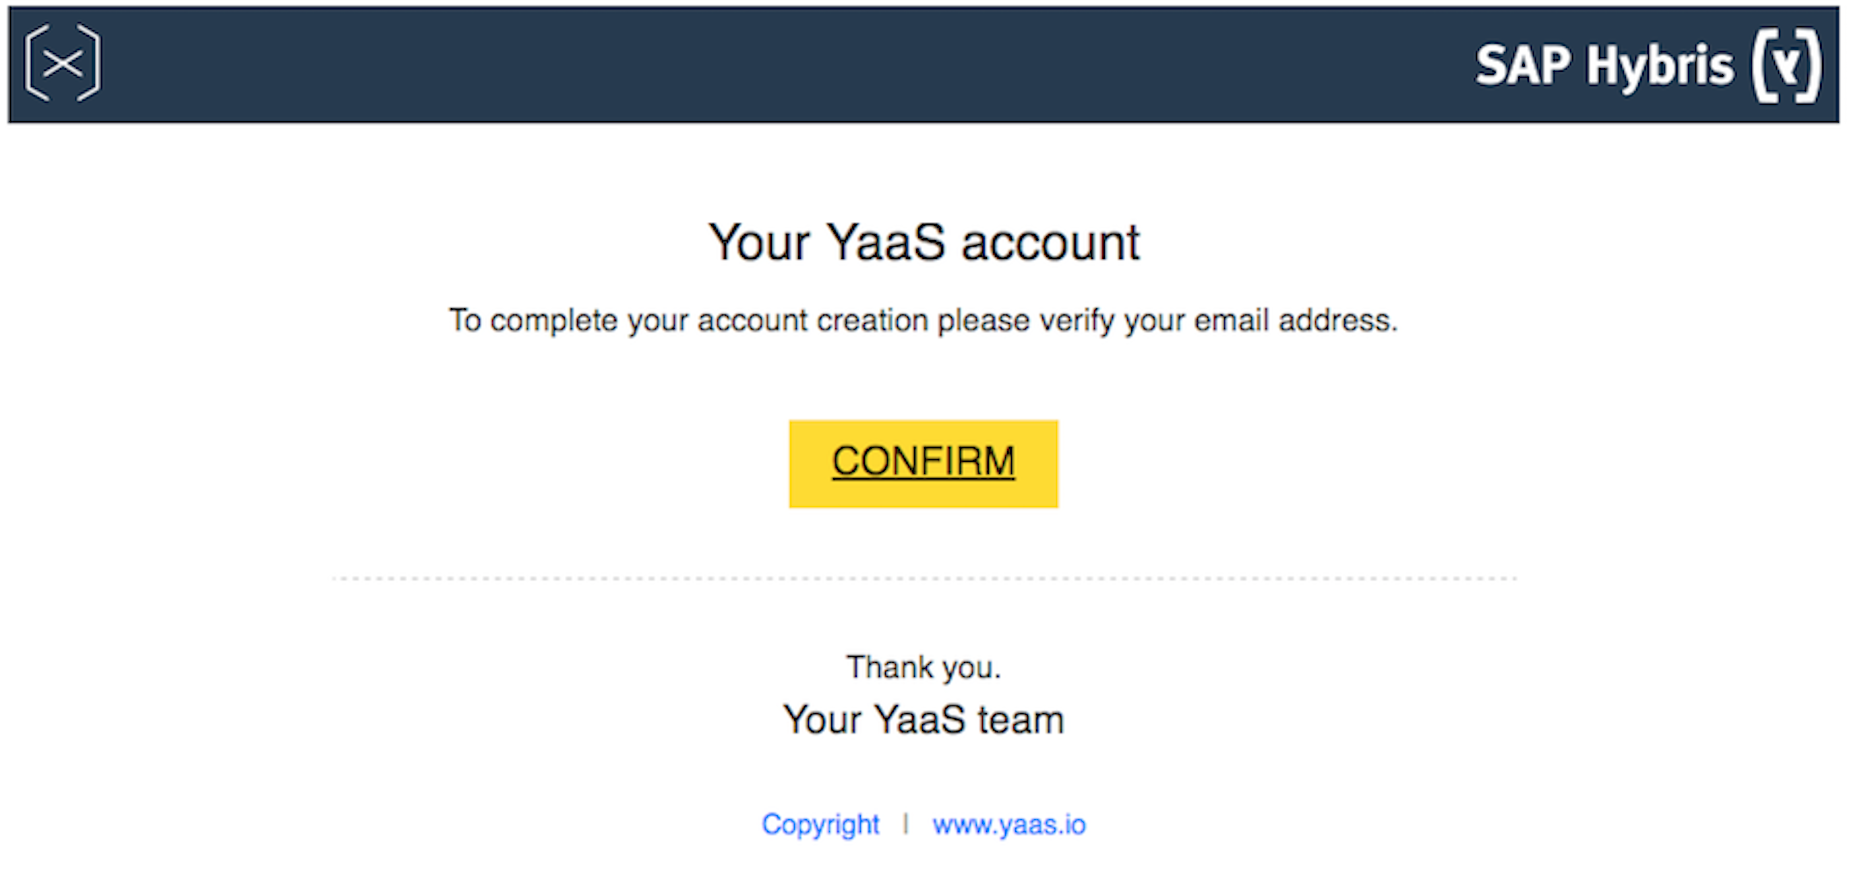 SAP Hybris (y)
Your YaaS account
To complete your account creation please verify your email address.
CONFIRM
Thank you.
Your YaaS team
Copyright | www.yaas.io